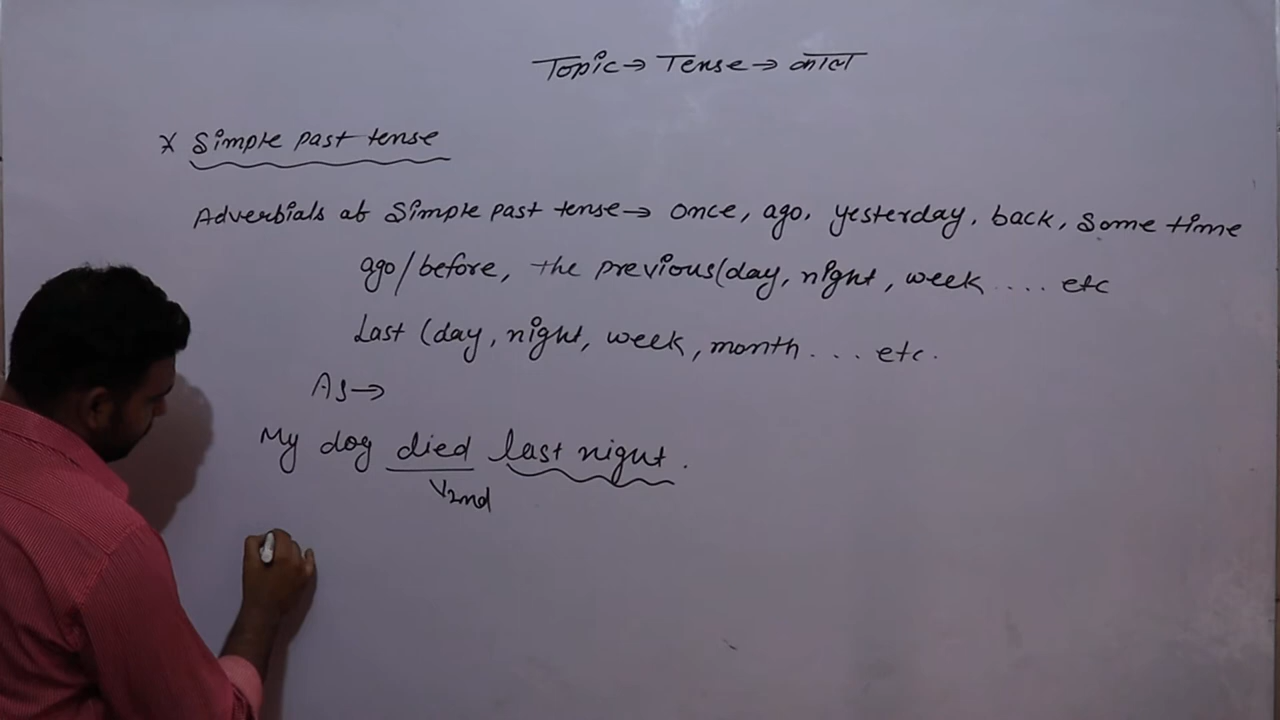 Topic → Tense → काल
* Simple past tense
Adverbials of Simple past tense → once, ago, yesterday, back, some time
ago/before, the previous(day, night, week .... etc
Last (day, night, week, month . . . etc.
As →
My dog died last night.
V2nd